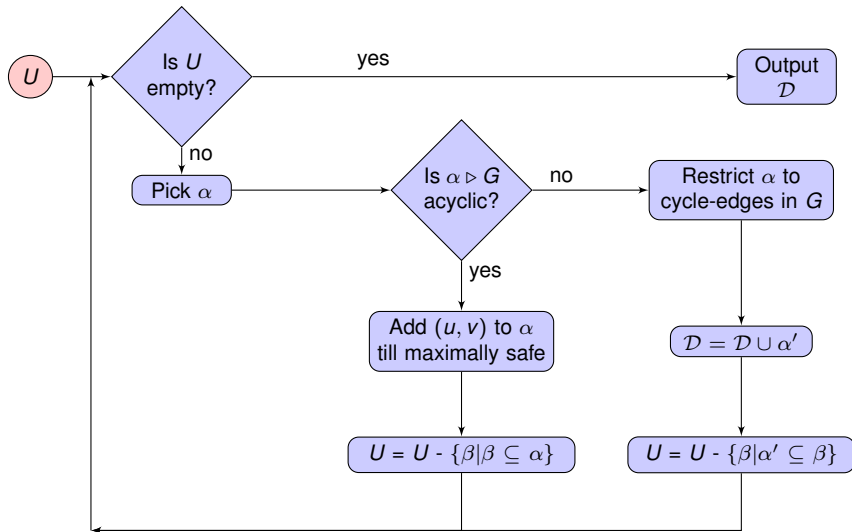 U
Is U
empty?
yes
Output
𝒟
no
Pick α
Is α ▹ G
acyclic?
no
Restrict α to
cycle-edges in G
yes
Add (u, v) to α
till maximally safe
𝒟 = 𝒟 ∪ α′
U = U - {β|β ⊆ α}
U = U - {β|α′ ⊆ β}